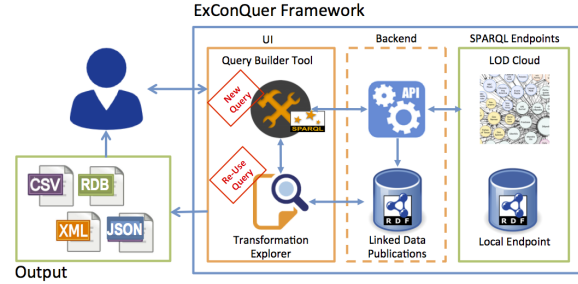 ExConQuer Framework
UI
Backend
SPARQL Endpoints
Query Builder Tool
LOD Cloud
New
Query
API
SPARQL
Re-Use
Query
CSV
RDB
XML
JSON
RDF
RDF
Transformation
Explorer
Linked Data
Publications
Local Endpoint
Output